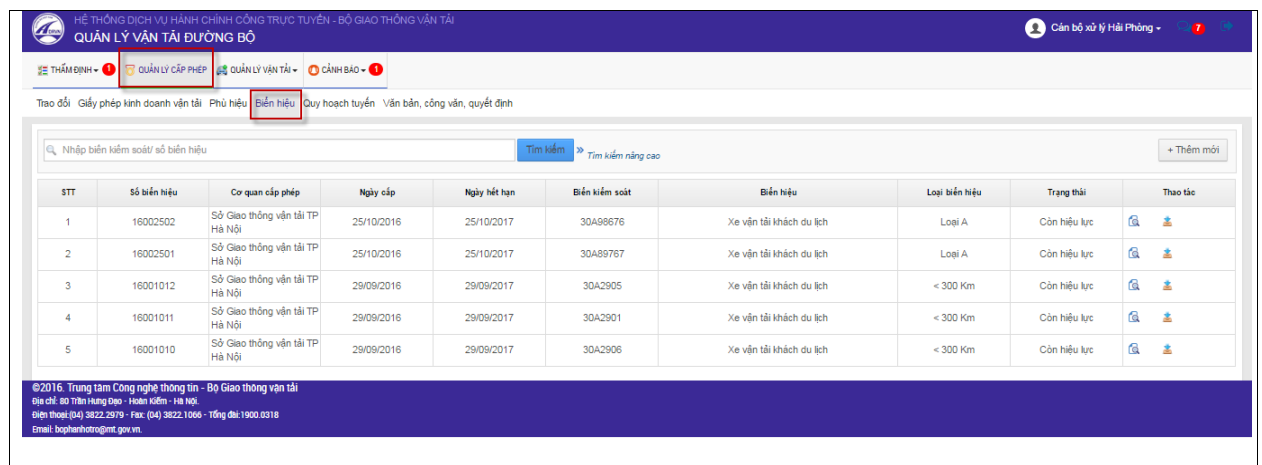 HỆ THỐNG DỊCH VỤ HÀNH CHÍNH CÔNG TRỰC TUYẾN - BỘ GIAO THÔNG VẬN TẢI
QUẢN LÝ VẬN TẢI ĐƯỜNG BỘ
Cán bộ xử lý Hải Phòng 7
THẨM ĐỊNH 1 QUẢN LÝ CẤP PHÉP QUẢN LÝ VẬN TẢI CẢNH BÁO 1
Trao đổi Giấy phép kinh doanh vận tải Phù hiệu Biển hiệu Quy hoạch tuyến Văn bản, công văn, quyết định
Nhập biển kiểm soát/ số biển hiệu Tìm kiếm » Tìm kiếm nâng cao + Thêm mới
STT Số biển hiệu Cơ quan cấp phép Ngày cấp Ngày hết hạn Biển kiểm soát Biển hiệu Loại biển hiệu Trạng thái Thao tác
1 16002502 Sở Giao thông vận tải TP Hà Nội 25/10/2016 25/10/2017 30A98676 Xe vận tải khách du lịch Loại A Còn hiệu lực
2 16002501 Sở Giao thông vận tải TP Hà Nội 25/10/2016 25/10/2017 30A89767 Xe vận tải khách du lịch Loại A Còn hiệu lực
3 16001012 Sở Giao thông vận tải TP Hà Nội 29/09/2016 29/09/2017 30A2905 Xe vận tải khách du lịch < 300 Km Còn hiệu lực
4 16001011 Sở Giao thông vận tải TP Hà Nội 29/09/2016 29/09/2017 30A2901 Xe vận tải khách du lịch < 300 Km Còn hiệu lực
5 16001010 Sở Giao thông vận tải TP Hà Nội 29/09/2016 29/09/2017 30A2906 Xe vận tải khách du lịch < 300 Km Còn hiệu lực
©2016. Trung tâm Công nghệ thông tin - Bộ Giao thông vận tải
Địa chỉ: 80 Trần Hưng Đạo - Hoàn Kiếm - Hà Nội.
Điện thoại:(04) 3822.2979 - Fax: (04) 3822.1066 - Tổng đài:1900.0318
Email: bophanhotro@mt.gov.vn.